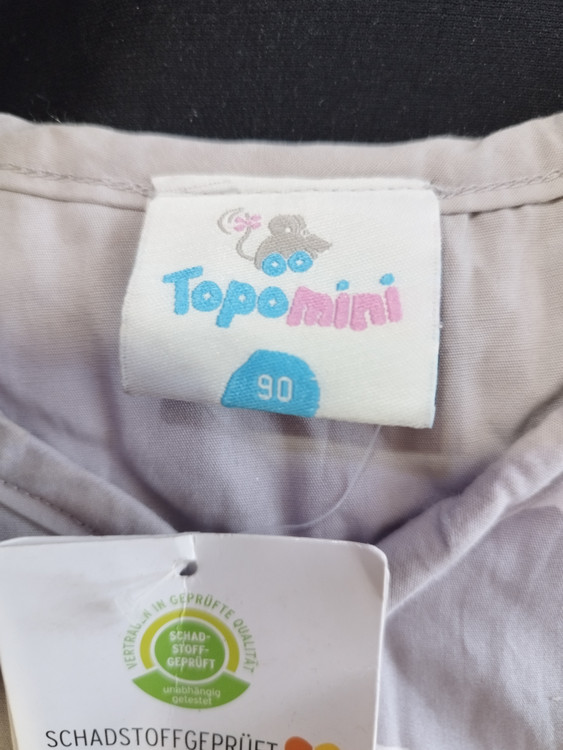 Topomini
90
VERTRAUEN IN GEPRÜFTE QUALITÄT
SCHAD-
STOFF-
GEPRÜFT
unabhängig
getestet
SCHADSTOFFGEPRÜFT